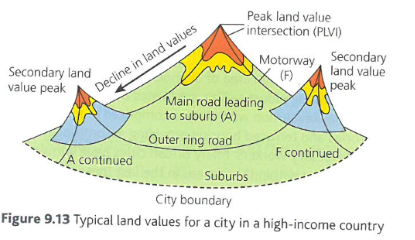 Peak land value
intersection (PLVI)
Decline in land values
Motorway
(F)
Secondary
land value
peak
Secondary land
value peak
Main road leading
to suburb (A)
Outer ring road
A continued
F continued
Suburbs
City boundary
Figure 9.13 Typical land values for a city in a high-income country